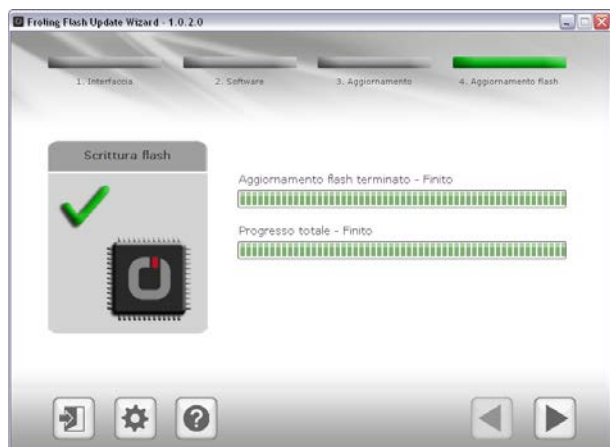 Froling Flash Update Wizard - 1.0.2.0
1. Interfaccia
2. Software
3. Aggiornamento
4. Aggiornamento flash
Scrittura flash
Aggiornamento flash terminato - Finito
Progresso totale - Finito